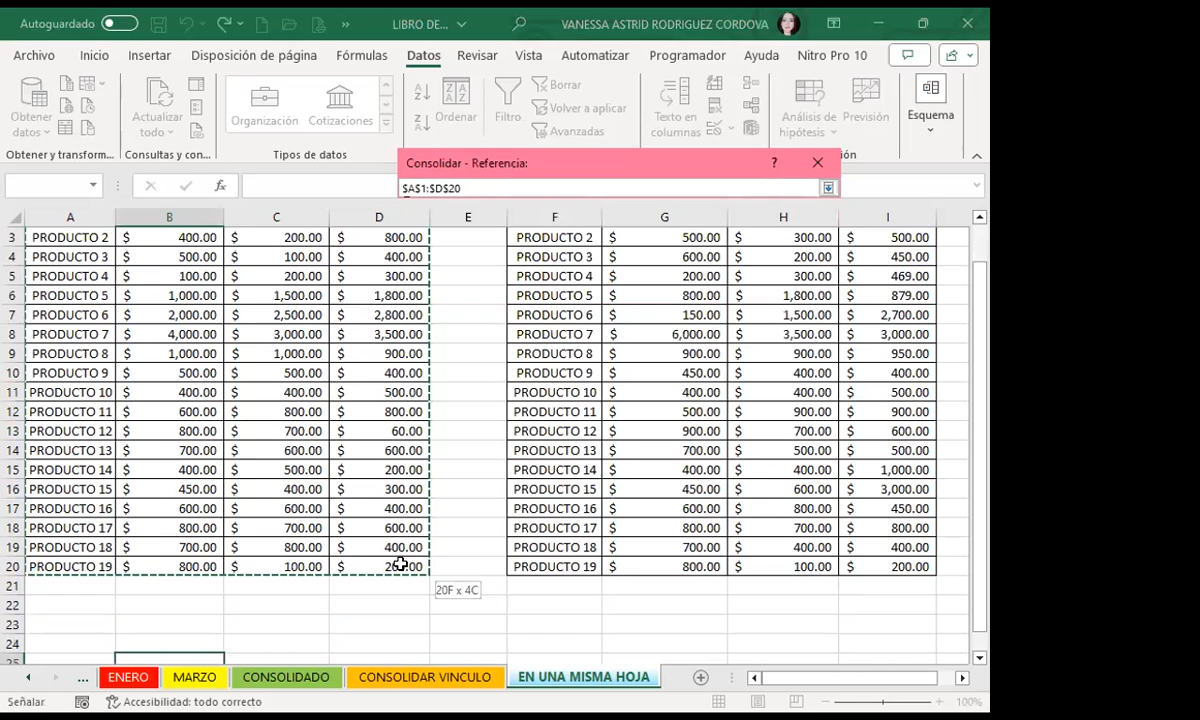 Autoguardado » LIBRO DE... VANESSA ASTRID RODRIGUEZ CORDOVA
Archivo Inicio Insertar Disposición de página Fórmulas Datos Revisar Vista Automatizar Programador Ayuda Nitro Pro 10
Obtener datos Actualizar todo Organización Cotizaciones Ordenar Filtro Borrar Volver a aplicar Avanzadas Texto en columnas Análisis de hipótesis Previsión Esquema
Obtener y transform... Consultas y con... Tipos de datos ión
Consolidar - Referencia: ?
$A$1:$D$20
fx
A B C D E F G H I
3 PRODUCTO 2 $ 400.00 $ 200.00 $ 800.00 PRODUCTO 2 $ 500.00 $ 300.00 $ 500.00
4 PRODUCTO 3 $ 500.00 $ 100.00 $ 400.00 PRODUCTO 3 $ 600.00 $ 200.00 $ 450.00
5 PRODUCTO 4 $ 100.00 $ 200.00 $ 300.00 PRODUCTO 4 $ 200.00 $ 300.00 $ 469.00
6 PRODUCTO 5 $ 1,000.00 $ 1,500.00 $ 1,800.00 PRODUCTO 5 $ 800.00 $ 1,800.00 $ 879.00
7 PRODUCTO 6 $ 2,000.00 $ 2,500.00 $ 2,800.00 PRODUCTO 6 $ 150.00 $ 1,500.00 $ 2,700.00
8 PRODUCTO 7 $ 4,000.00 $ 3,000.00 $ 3,500.00 PRODUCTO 7 $ 6,000.00 $ 3,500.00 $ 3,000.00
9 PRODUCTO 8 $ 1,000.00 $ 1,000.00 $ 900.00 PRODUCTO 8 $ 900.00 $ 900.00 $ 950.00
10 PRODUCTO 9 $ 500.00 $ 500.00 $ 400.00 PRODUCTO 9 $ 450.00 $ 400.00 $ 400.00
11 PRODUCTO 10 $ 400.00 $ 400.00 $ 500.00 PRODUCTO 10 $ 400.00 $ 400.00 $ 500.00
12 PRODUCTO 11 $ 600.00 $ 800.00 $ 800.00 PRODUCTO 11 $ 500.00 $ 900.00 $ 900.00
13 PRODUCTO 12 $ 800.00 $ 700.00 $ 60.00 PRODUCTO 12 $ 900.00 $ 700.00 $ 600.00
14 PRODUCTO 13 $ 700.00 $ 600.00 $ 600.00 PRODUCTO 13 $ 700.00 $ 500.00 $ 500.00
15 PRODUCTO 14 $ 400.00 $ 500.00 $ 200.00 PRODUCTO 14 $ 400.00 $ 400.00 $ 1,000.00
16 PRODUCTO 15 $ 450.00 $ 400.00 $ 300.00 PRODUCTO 15 $ 450.00 $ 600.00 $ 3,000.00
17 PRODUCTO 16 $ 600.00 $ 600.00 $ 400.00 PRODUCTO 16 $ 600.00 $ 800.00 $ 450.00
18 PRODUCTO 17 $ 800.00 $ 700.00 $ 600.00 PRODUCTO 17 $ 800.00 $ 700.00 $ 800.00
19 PRODUCTO 18 $ 700.00 $ 800.00 $ 400.00 PRODUCTO 18 $ 700.00 $ 400.00 $ 400.00
20 PRODUCTO 19 $ 800.00 $ 100.00 $ PRODUCTO 19 $ 800.00 $ 100.00 $ 200.00
21 20F x 4C
22
23
24
25
... ENERO MARZO CONSOLIDADO CONSOLIDAR VINCULO EN UNA MISMA HOJA
Señalar Accesibilidad: todo correcto 100%